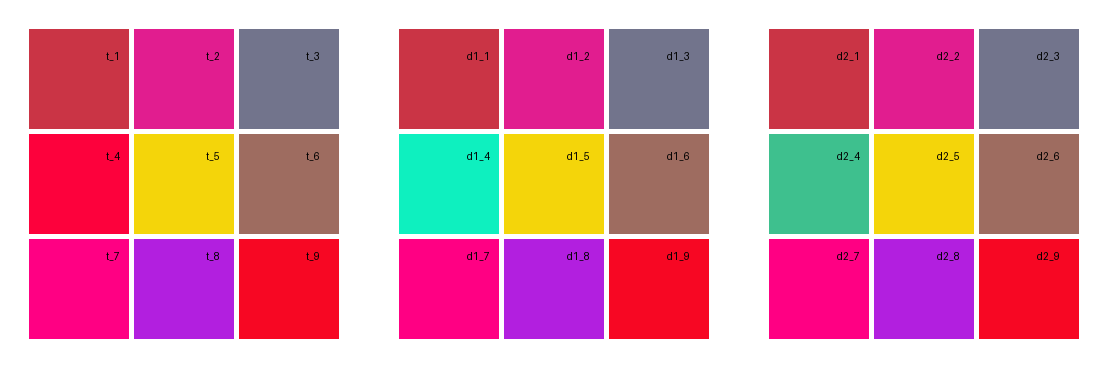 t_1 t_2 t_3 d1_1 d1_2 d1_3 d2_1 d2_2 d2_3
t_4 t_5 t_6 d1_4 d1_5 d1_6 d2_4 d2_5 d2_6
t_7 t_8 t_9 d1_7 d1_8 d1_9 d2_7 d2_8 d2_9